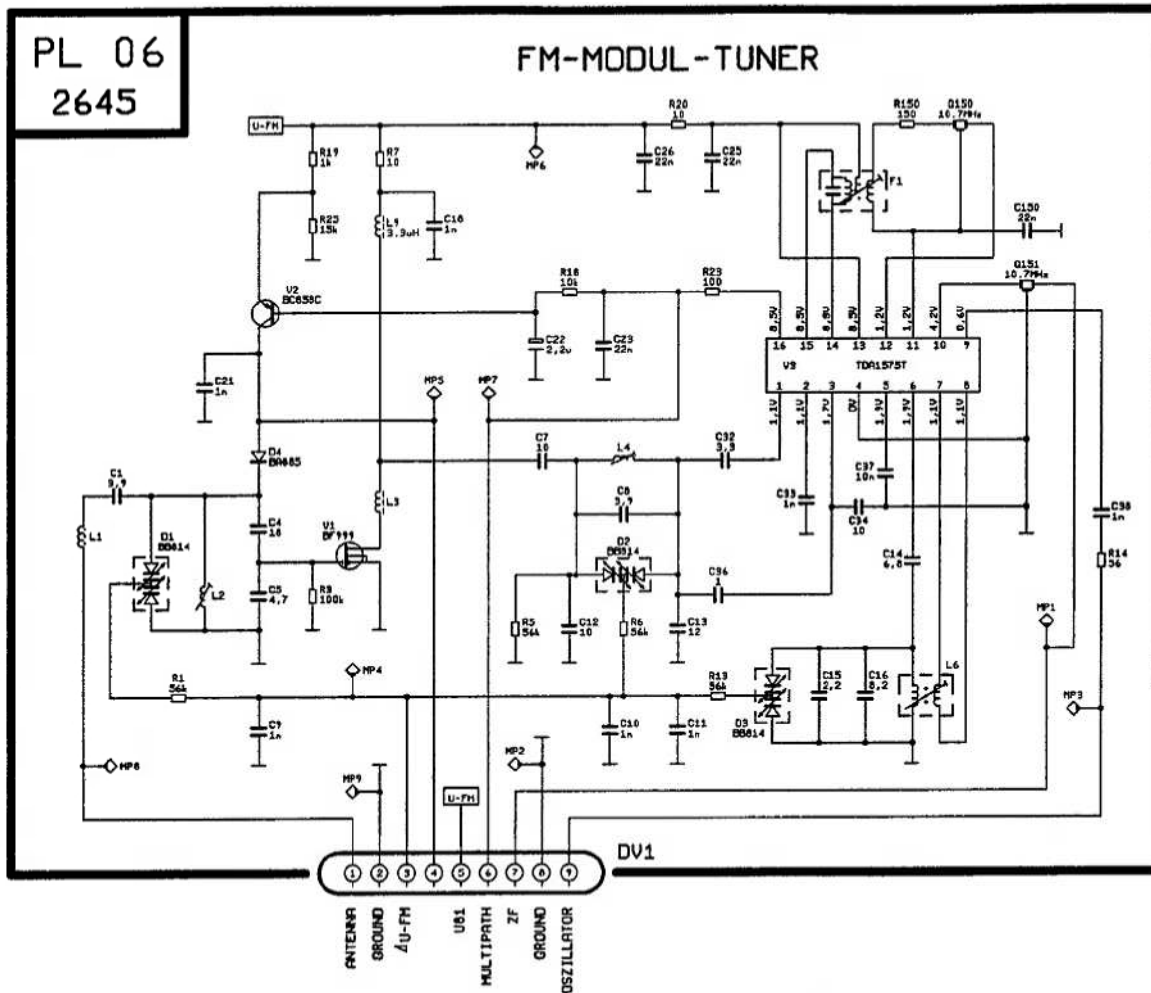 PL 06
2645
FM-MODUL-TUNER
U-FM
R19
1k
R7
10
MP6
R20
10
C26
22n
C25
22n
R150
150
Q150
10.7MHz
F1
C150
22n
R25
15k
L9
3.3uH
C18
1n
V2
BC858C
R18
10k
R23
100
Q151
10.7MHz
C22
2,2u
C23
22n
8,5V
8,5V
8,8V
8,5V
1,2V
1,2V
4,2V
0,6V
16
15
14
13
12
11
10
9
V3
TDA1575T
1
2
3
4
5
6
7
8
1,1V
1,1V
1,7V
0V
1,9V
1,9V
1,1V
1,1V
C21
1n
MP5
MP7
D4
BA885
C7
10
L4
C32
3,3
C37
10n
C1
3,9
C8
3,9
C33
1n
C34
10
C38
1n
L1
D1
BB814
C4
18
L3
V1
BF999
D2
BB814
C14
6,8
R14
56
L2
C5
4,7
R3
100k
C36
1
MP1
R5
56k
C12
10
R6
56k
C13
12
R1
56k
MP4
R13
56k
D3
BB814
C15
2,2
C16
8,2
L6
MP3
C9
1n
C10
1n
C11
1n
MP8
MP9
MP2
U-FM
DV1
1
2
3
4
5
6
7
8
9
ANTENNA
GROUND
ΔU-FM
UB1
MULTIPATH
ZF
GROUND
OSZILLATOR